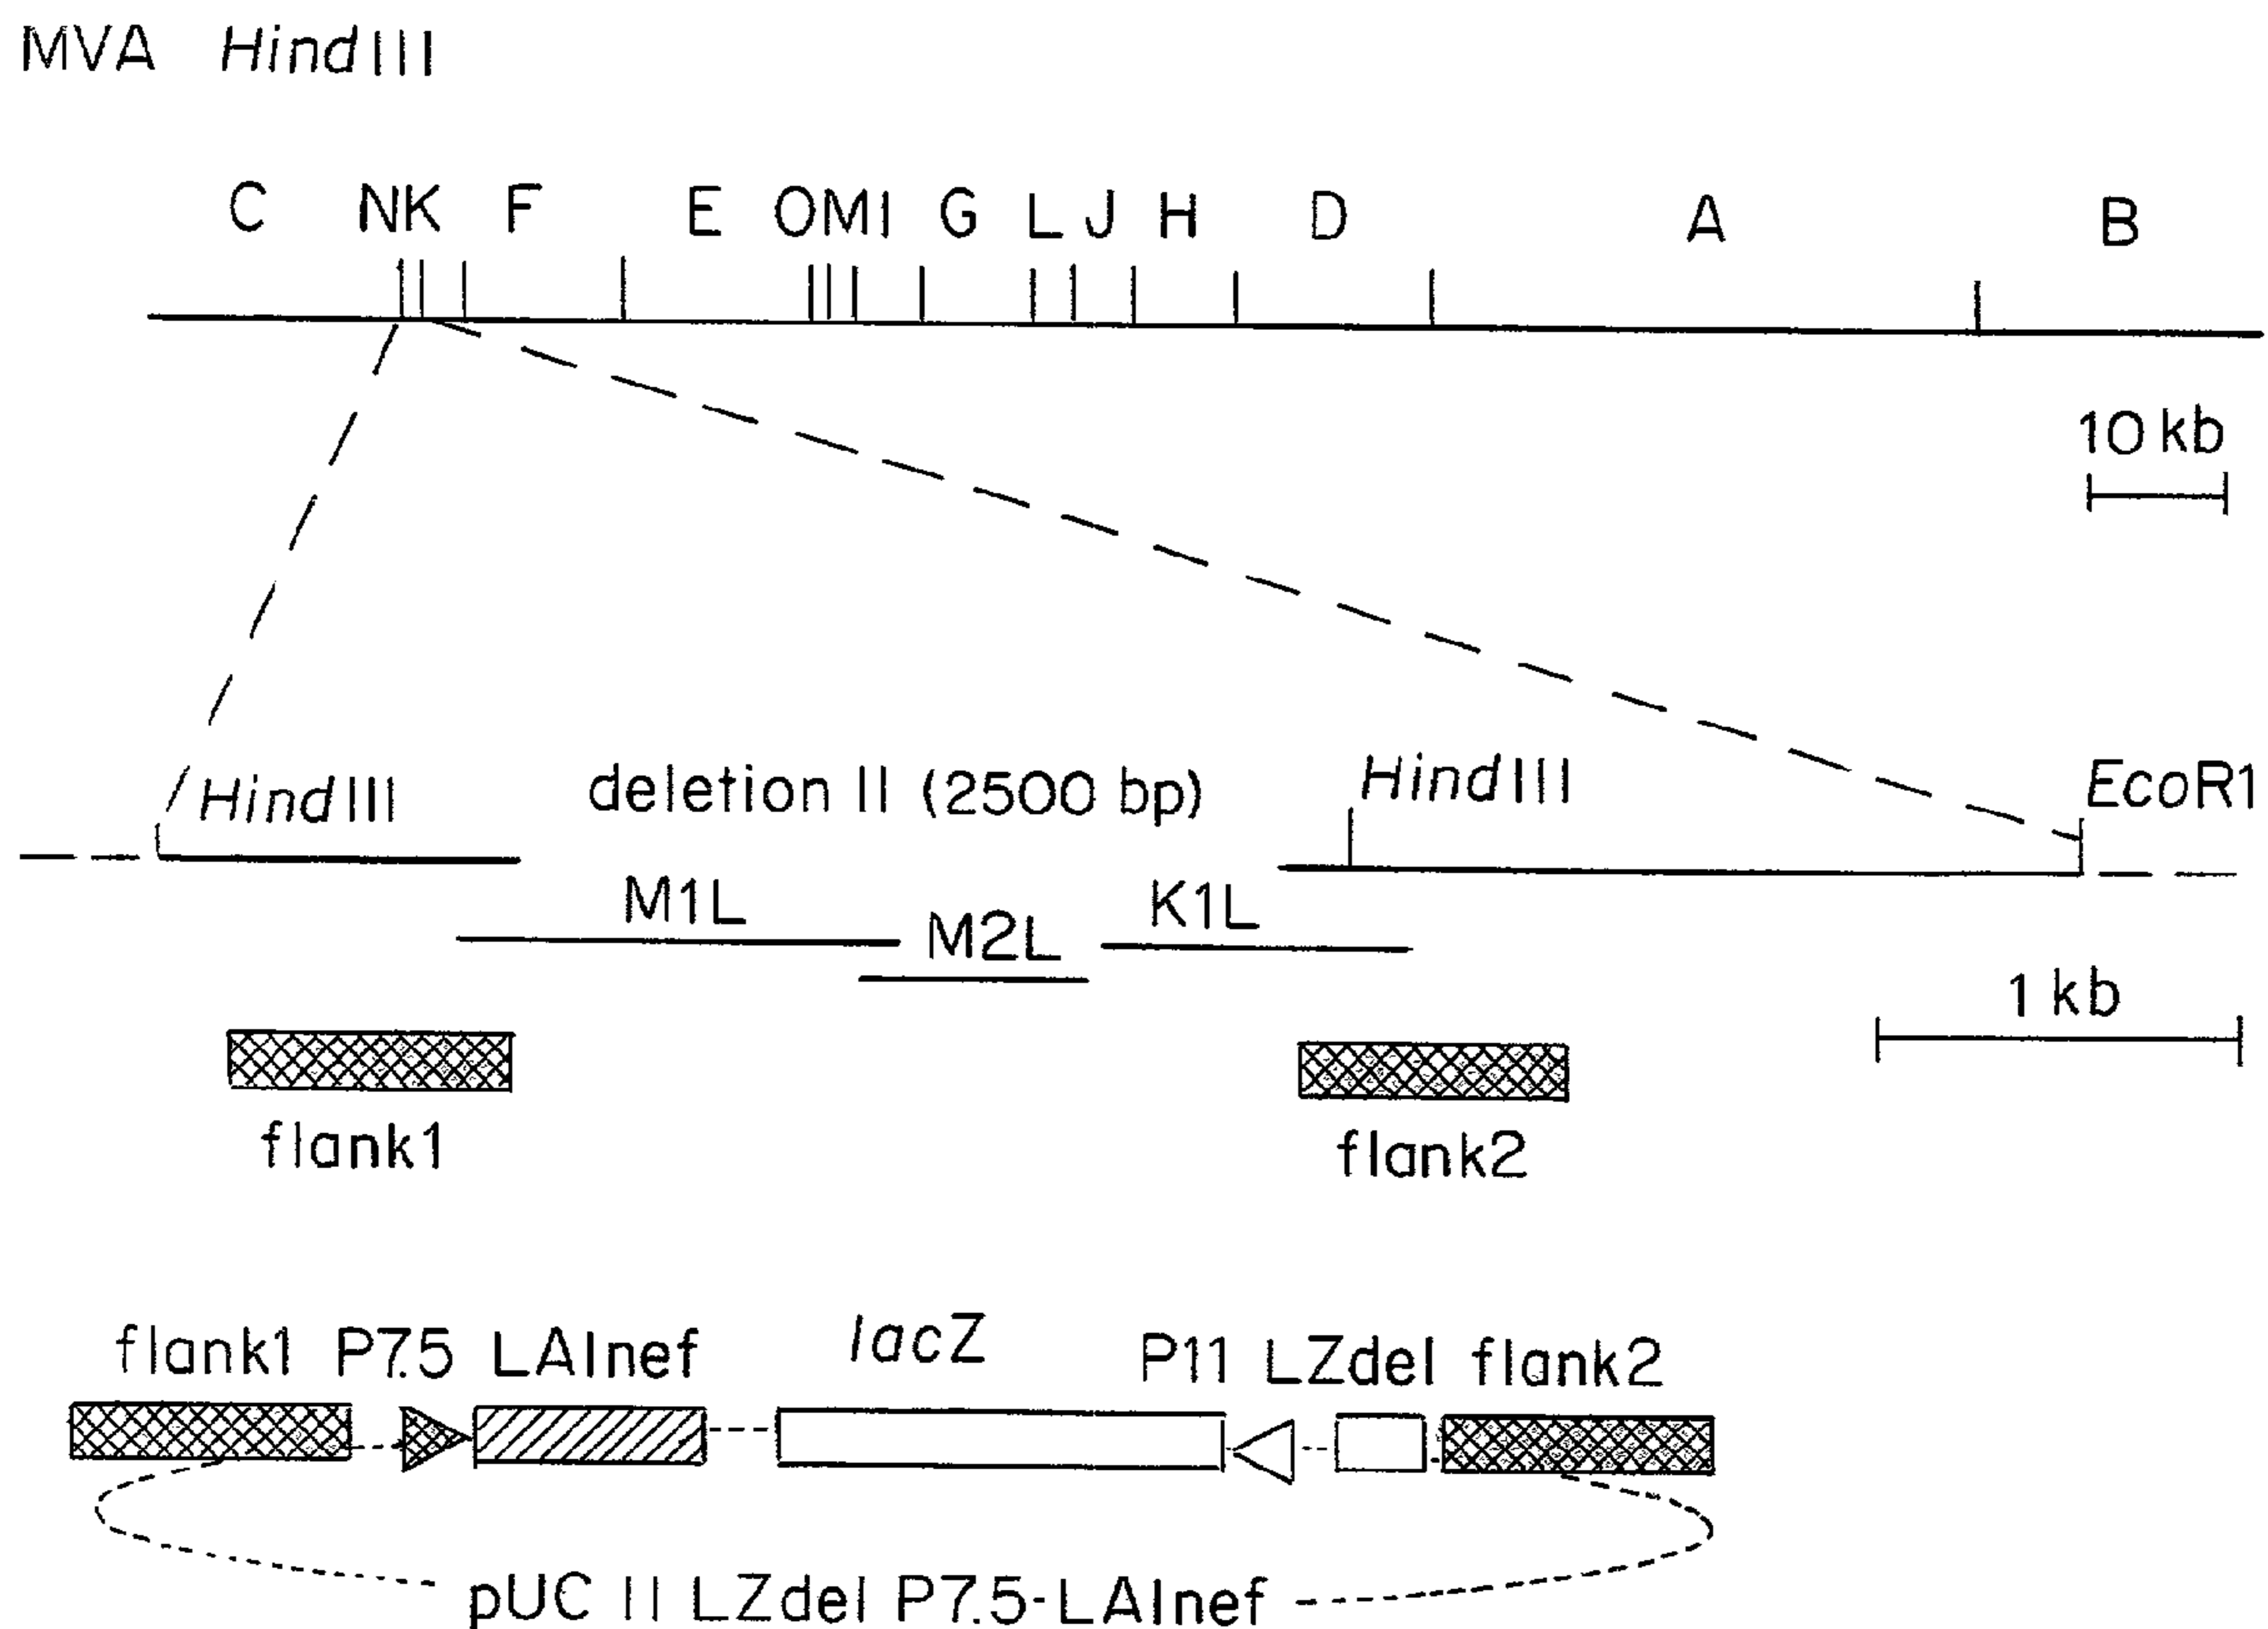 MVA HindIII
C NK F E OMI G L J H D A B
10 kb
HindIII deletion II (2500 bp) HindIII EcoR1
M1L M2L K1L
1 kb
flank1 flank2
flank1 P7.5 LAInef lacZ P11 LZdel flank2
pUC II LZdel P7.5-LAInef